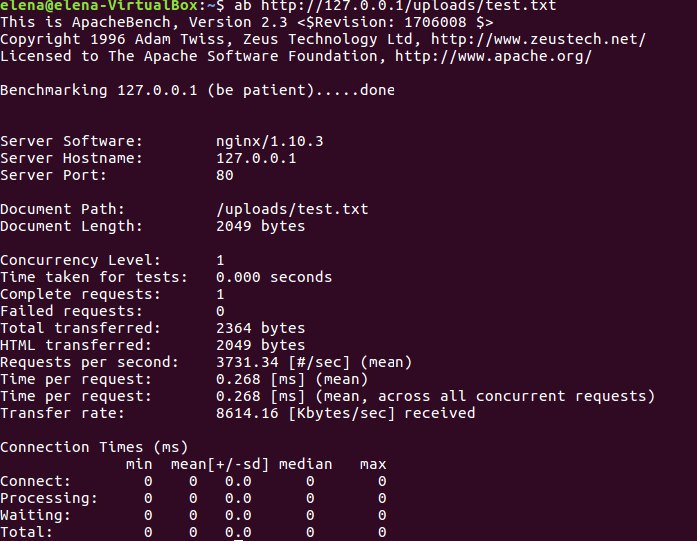 elena@elena-VirtualBox:~$ ab http://127.0.0.1/uploads/test.txt
This is ApacheBench, Version 2.3 <$Revision: 1706008 $>
Copyright 1996 Adam Twiss, Zeus Technology Ltd, http://www.zeustech.net/
Licensed to The Apache Software Foundation, http://www.apache.org/

Benchmarking 127.0.0.1 (be patient).....done

Server Software:        nginx/1.10.3
Server Hostname:        127.0.0.1
Server Port:            80

Document Path:          /uploads/test.txt
Document Length:        2049 bytes

Concurrency Level:      1
Time taken for tests:   0.000 seconds
Complete requests:      1
Failed requests:        0
Total transferred:      2364 bytes
HTML transferred:       2049 bytes
Requests per second:    3731.34 [#/sec] (mean)
Time per request:       0.268 [ms] (mean)
Time per request:       0.268 [ms] (mean, across all concurrent requests)
Transfer rate:          8614.16 [Kbytes/sec] received

Connection Times (ms)
              min  mean[+/-sd] median   max
Connect:        0    0   0.0      0       0
Processing:     0    0   0.0      0       0
Waiting:        0    0   0.0      0       0
Total:          0    0   0.0      0       0